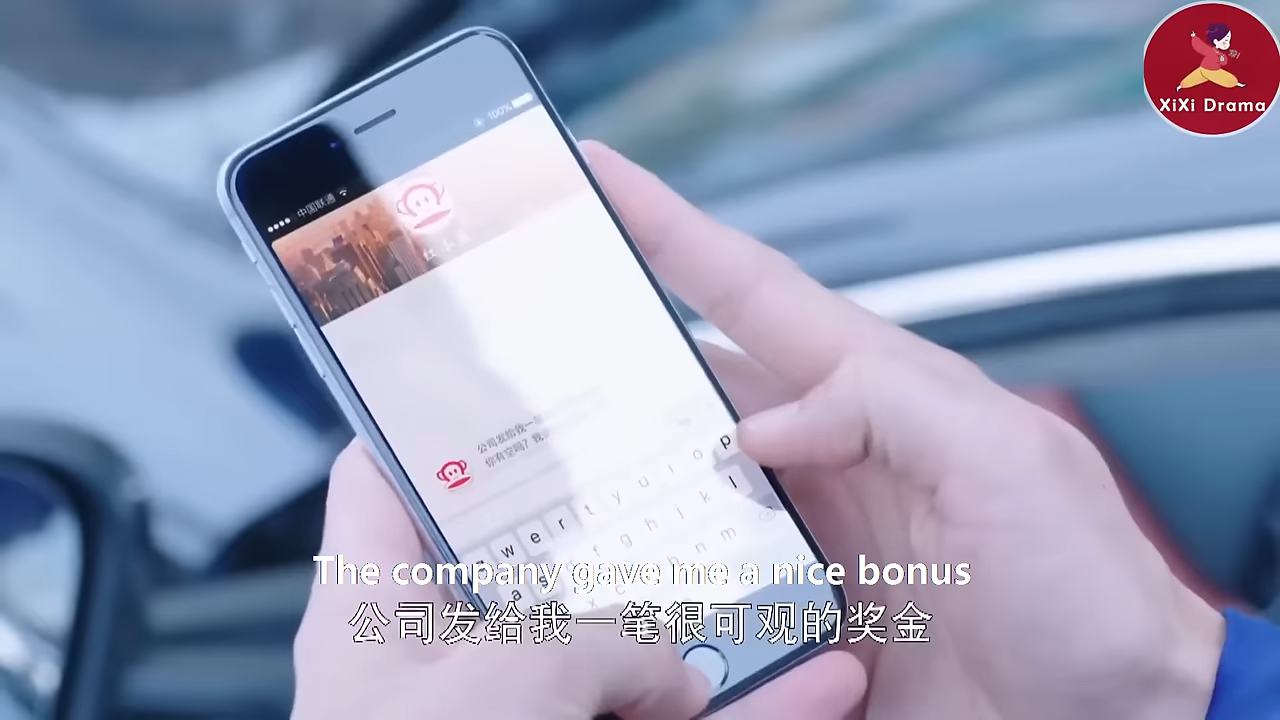 XiXi Drama
100%
中国联通
公司发给我一笔
你有空吗？我
p
l
w e r t y u i o
a s f g h j k
x c b n m
The company gave me a nice bonus
公司发给我一笔很可观的奖金